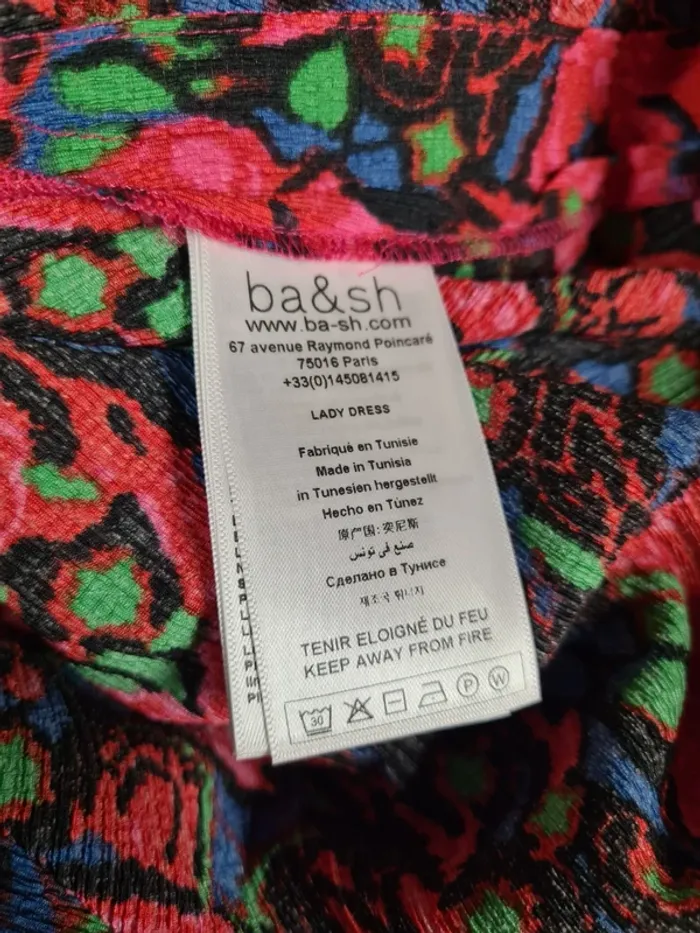 ba&sh
www.ba-sh.com
67 avenue Raymond Poincaré
75016 Paris
+33(0)145081415
LADY DRESS
Fabriqué en Tunisie
Made in Tunisia
in Tunesien hergestellt
Hecho en Túnez
原产国: 突尼斯
صنع في تونس
Сделано в Тунисе
TENIR ELOIGNÉ DU FEU
KEEP AWAY FROM FIRE
30
P
W